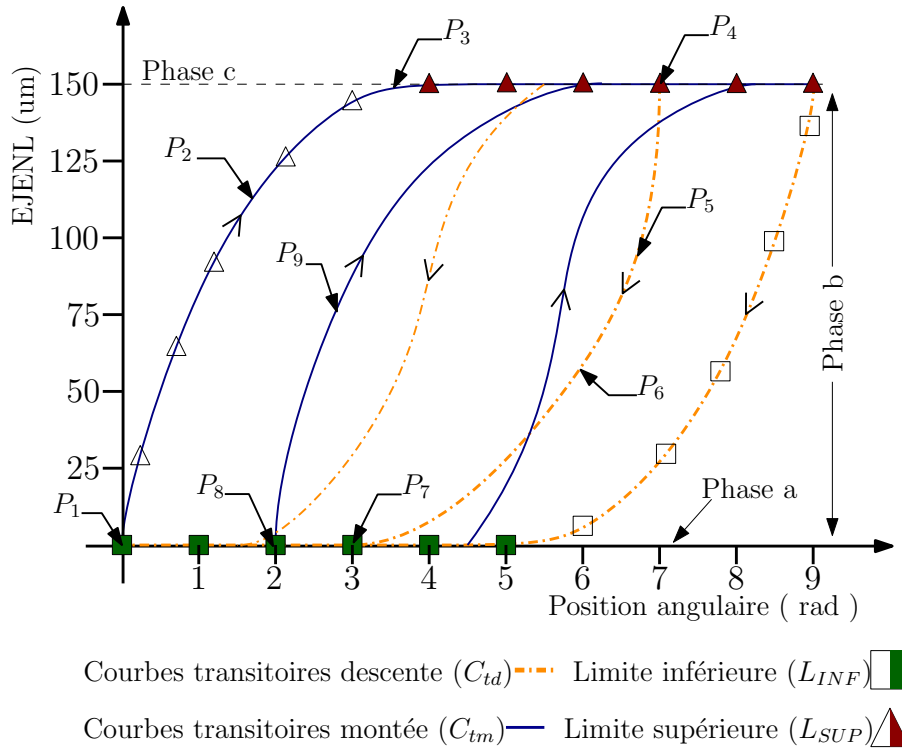 Phase c
P3
P4
150
EJENL (um)
125
P2
100
P9
P5
75
Phase b
50
P6
25
P8
P7
Phase a
P1
1 2 3 4 5 6 7 8 9
Position angulaire ( rad )
Courbes transitoires descente (Ctd) Limite inférieure (LINF)
Courbes transitoires montée (Ctm) Limite supérieure (LSUP)